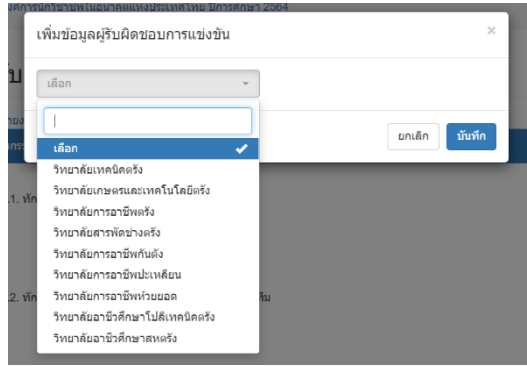 งค์การนักวิชาชีพในอนาคตแห่งประเทศไทย ปีการศึกษา 2564
เพิ่มข้อมูลผู้รับผิดชอบการแข่งขัน
×
เลือก
เลือก
วิทยาลัยเทคนิคตรัง
วิทยาลัยเกษตรและเทคโนโลยีตรัง
วิทยาลัยการอาชีพตรัง
วิทยาลัยสารพัดช่างตรัง
วิทยาลัยการอาชีพกันตัง
วิทยาลัยการอาชีพปะเหลียน
วิทยาลัยการอาชีพห้วยยอด
วิทยาลัยอาชีวศึกษาโปลีเทคนิคตรัง
วิทยาลัยอาชีวศึกษาสหตรัง
ยกเลิก บันทึก
.1. ทัก
.2. ทัก